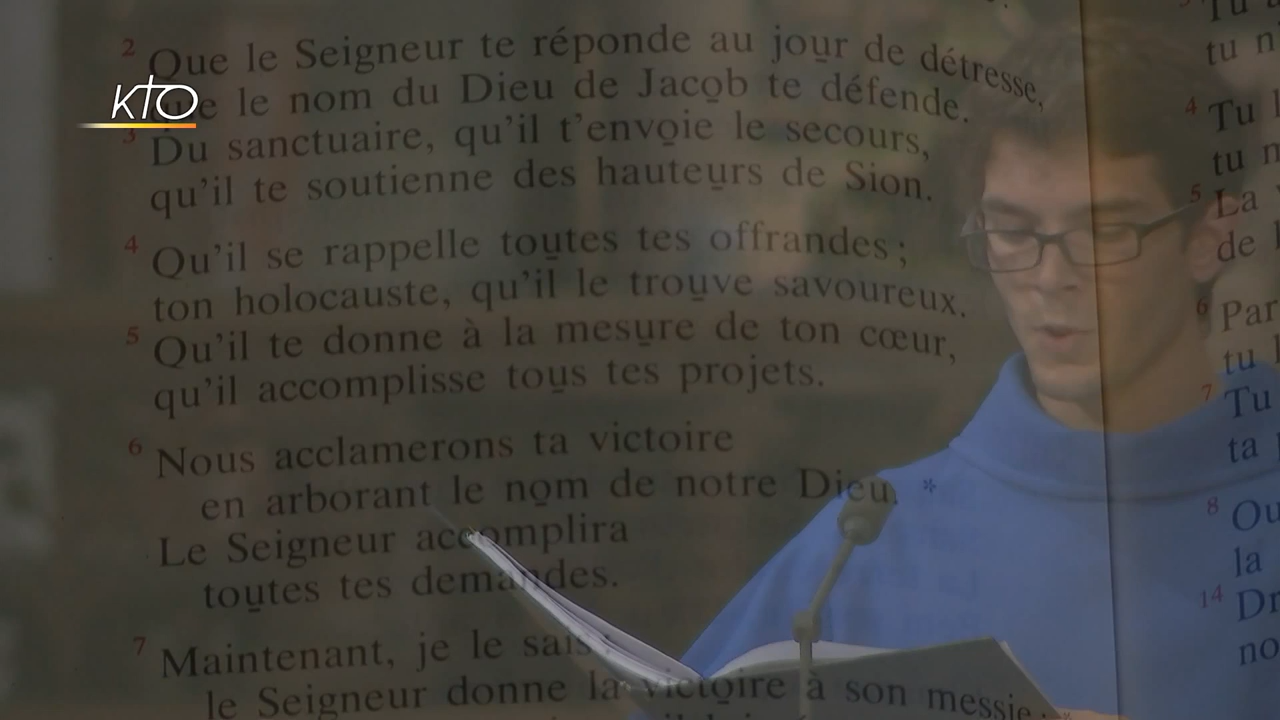 KTO
2 Que le Seigneur te réponde au jour de détresse,
que le nom du Dieu de Jacob te défende.
3 Du sanctuaire, qu'il t'envoie le secours,
qu'il te soutienne des hauteurs de Sion.
4 Qu'il se rappelle toutes tes offrandes ;
ton holocauste, qu'il le trouve savoureux.
5 Qu'il te donne à la mesure de ton cœur,
qu'il accomplisse tous tes projets.
6 Nous acclamerons ta victoire
en arborant le nom de notre Dieu. *
Le Seigneur accomplira
toutes tes demandes.
7 Maintenant, je le sais :
le Seigneur donne la victoire à son messie ; *
Tu
tu
4 Tu
tu
5 La
de
6 Par
tu
7 Tu
ta
8 Ou
la
14